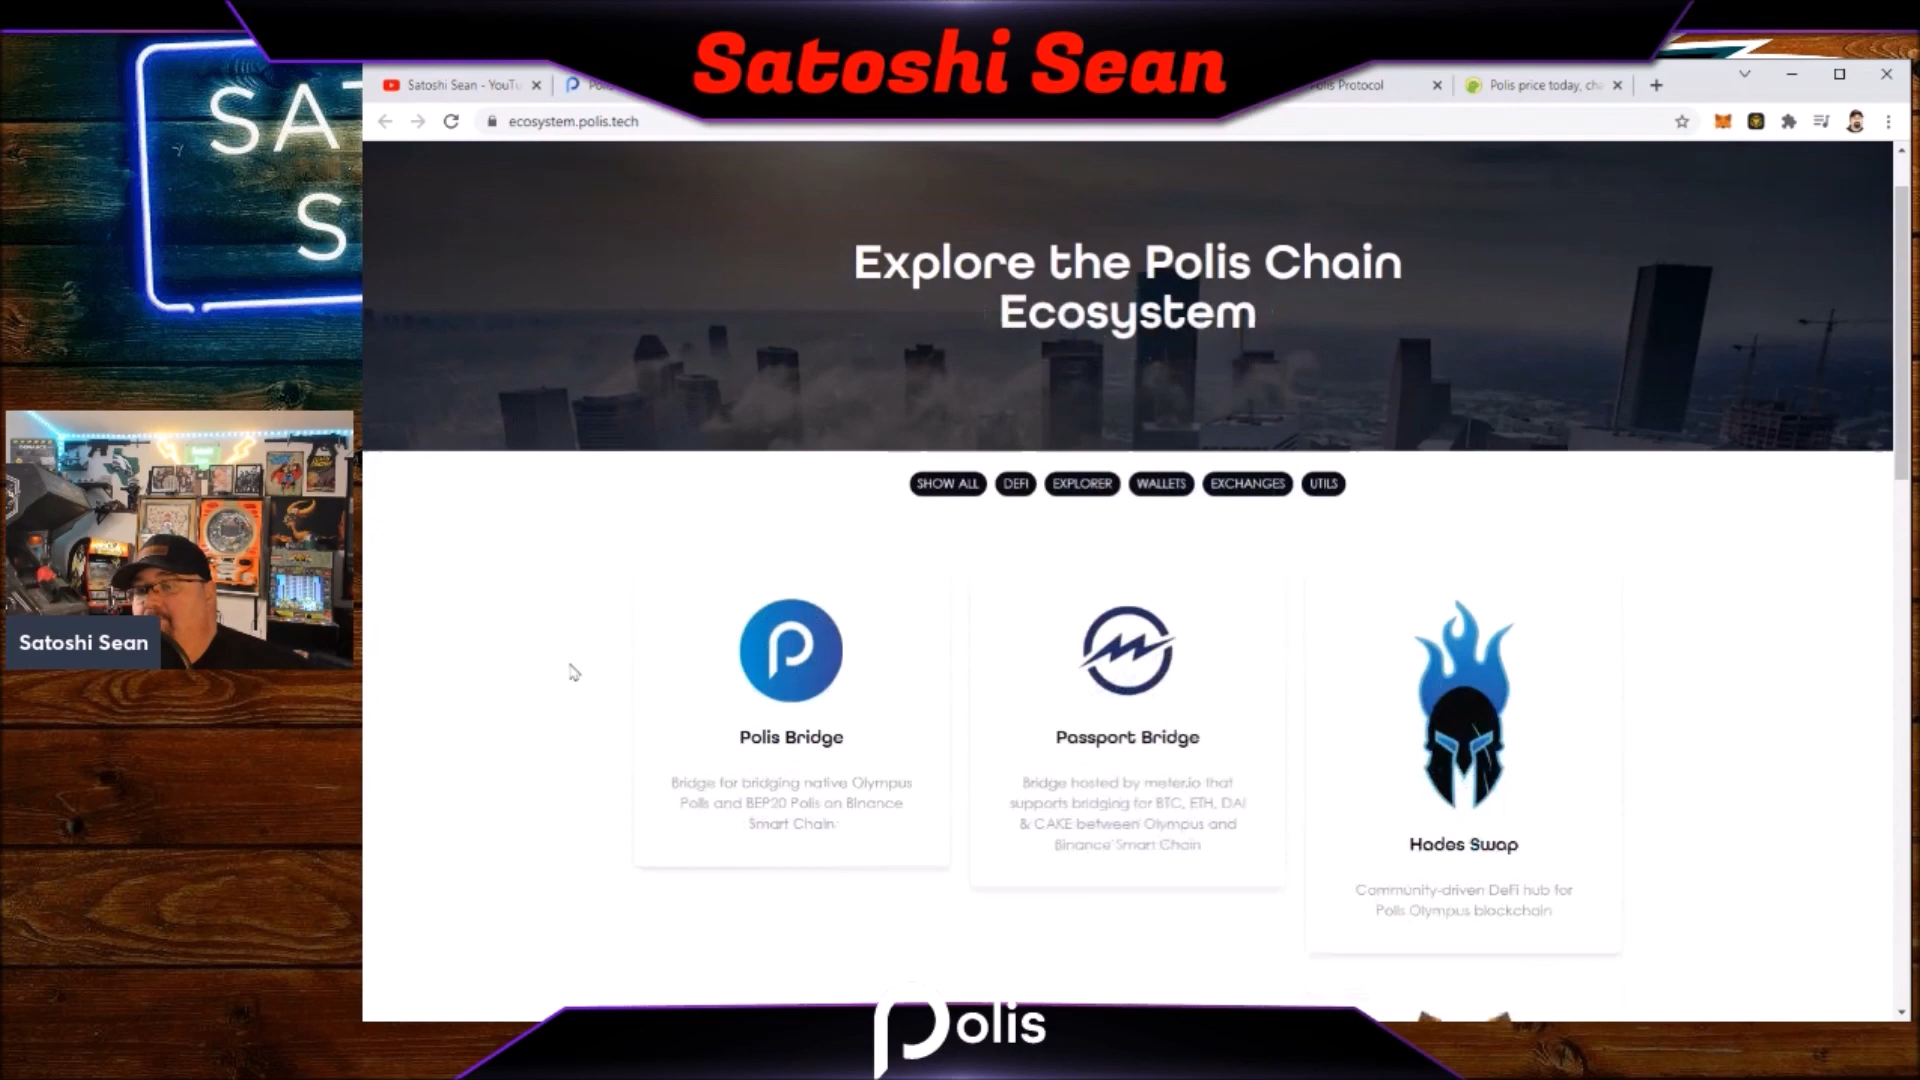 Satoshi Sean
SA
S
Satoshi Sean - YouTu
Polis Protocol
Polis price today, cha
ecosystem.polis.tech
Explore the Polis Chain
Ecosystem
SHOW ALL
DEFI
EXPLORER
WALLETS
EXCHANGES
UTILS
Polis Bridge
Bridge for bridging native Olympus
Polis and BEP20 Polis on Binance
Smart Chain.
Passport Bridge
Bridge hosted by meter.io that
supports bridging for BTC, ETH, DAI
& CAKE between Olympus and
Binance Smart Chain
Hades Swap
Community-driven DeFi hub for
Polis Olympus blockchain
Satoshi Sean
Polis